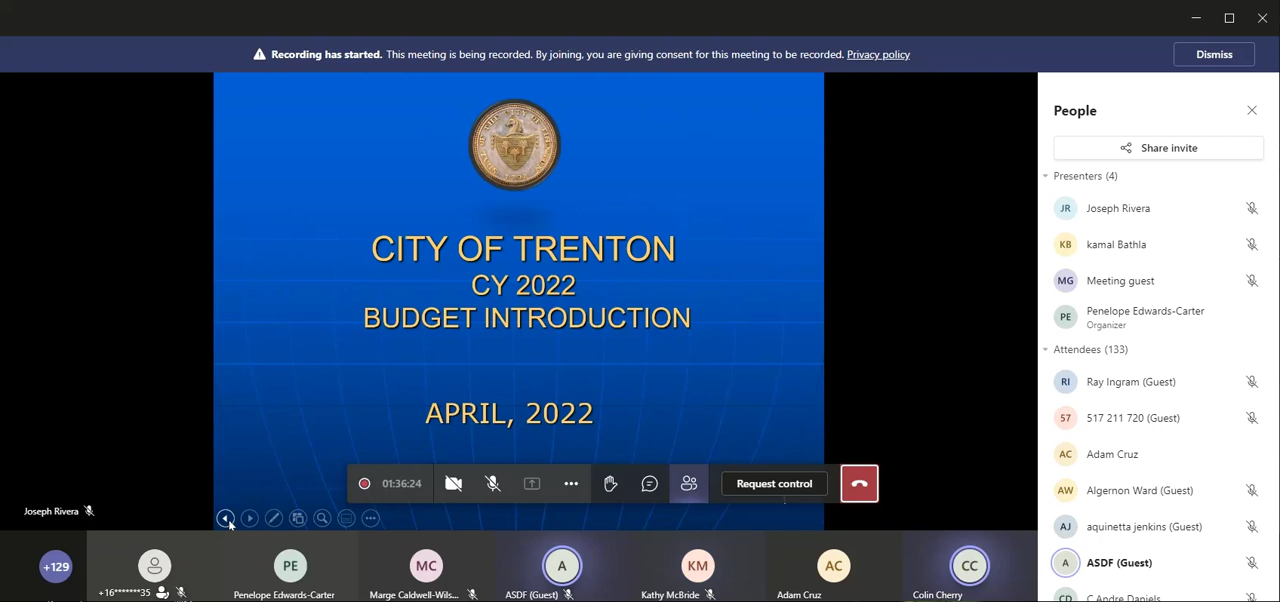 Recording has started. This meeting is being recorded. By joining, you are giving consent for this meeting to be recorded. Privacy policy
Dismiss
CITY OF TRENTON
CY 2022
BUDGET INTRODUCTION
APRIL, 2022
01:36:24
Request control
Joseph Rivera
+129
+16*******35
PE
Penelope Edwards-Carter
MC
Marge Caldwell-Wils...
A
ASDF (Guest)
KM
Kathy McBride
AC
Adam Cruz
CC
Colin Cherry
People
Share invite
Presenters (4)
JR Joseph Rivera
KB kamal Bathla
MG Meeting guest
PE Penelope Edwards-Carter
Organizer
Attendees (133)
RI Ray Ingram (Guest)
57 517 211 720 (Guest)
AC Adam Cruz
AW Algernon Ward (Guest)
AJ aquinetta jenkins (Guest)
A ASDF (Guest)
CD C Andre Daniels